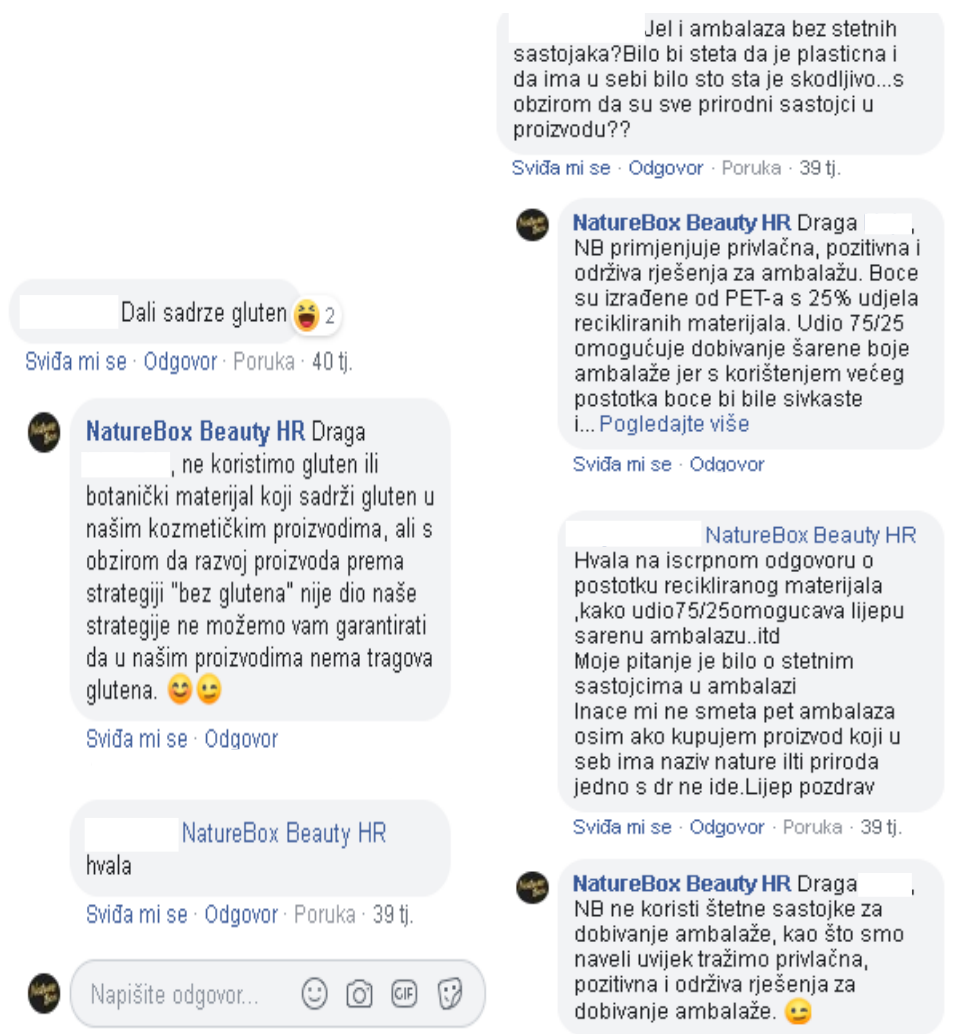 Dali sadrze gluten 2
Sviđa mi se · Odgovor · Poruka · 40 tj.
NatureBox Beauty HR Draga
, ne koristimo gluten ili
botanički materijal koji sadrži gluten u
našim kozmetičkim proizvodima, ali s
obzirom da razvoj proizvoda prema
strategiji "bez glutena" nije dio naše
strategije ne možemo vam garantirati
da u našim proizvodima nema tragova
glutena. 😊😉
Sviđa mi se · Odgovor
NatureBox Beauty HR
hvala
Sviđa mi se · Odgovor · Poruka · 39 tj.
Napišite odgovor...
GIF
Jel i ambalaza bez stetnih
sastojaka?Bilo bi steta da je plasticna i
da ima u sebi bilo sto sta je skodljivo...s
obzirom da su sve prirodni sastojci u
proizvodu??
Sviđa mi se · Odgovor · Poruka · 39 tj.
NatureBox Beauty HR Draga ,
NB primjenjuje privlačna, pozitivna i
održiva rješenja za ambalažu. Boce
su izrađene od PET-a s 25% udjela
recikliranih materijala. Udio 75/25
omogućuje dobivanje šarene boje
ambalaže jer s korištenjem većeg
postotka boce bi bile sivkaste
i... Pogledajte više
Sviđa mi se · Odgovor
NatureBox Beauty HR
Hvala na iscrpnom odgovoru o
postotku recikliranog materijala
,kako udio75/25omogucava lijepu
sarenu ambalazu..itd
Moje pitanje je bilo o stetnim
sastojcima u ambalazi
Inace mi ne smeta pet ambalaza
osim ako kupujem proizvod koji u
seb ima naziv nature ilti priroda
jedno s dr ne ide.Lijep pozdrav
Sviđa mi se · Odgovor · Poruka · 39 tj.
NatureBox Beauty HR Draga ,
NB ne koristi štetne sastojke za
dobivanje ambalaže, kao što smo
naveli uvijek tražimo privlačna,
pozitivna i održiva rješenja za
dobivanje ambalaže. 😉